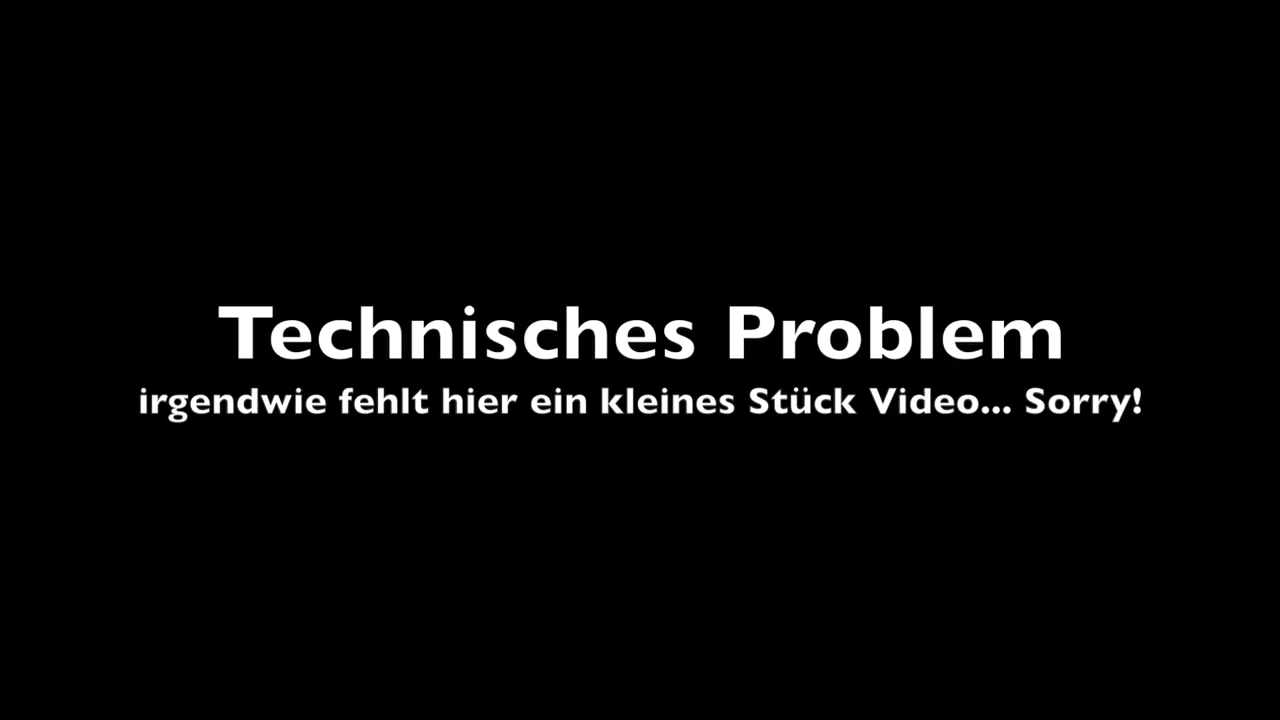 Technisches Problem
irgendwie fehlt hier ein kleines Stück Video... Sorry!